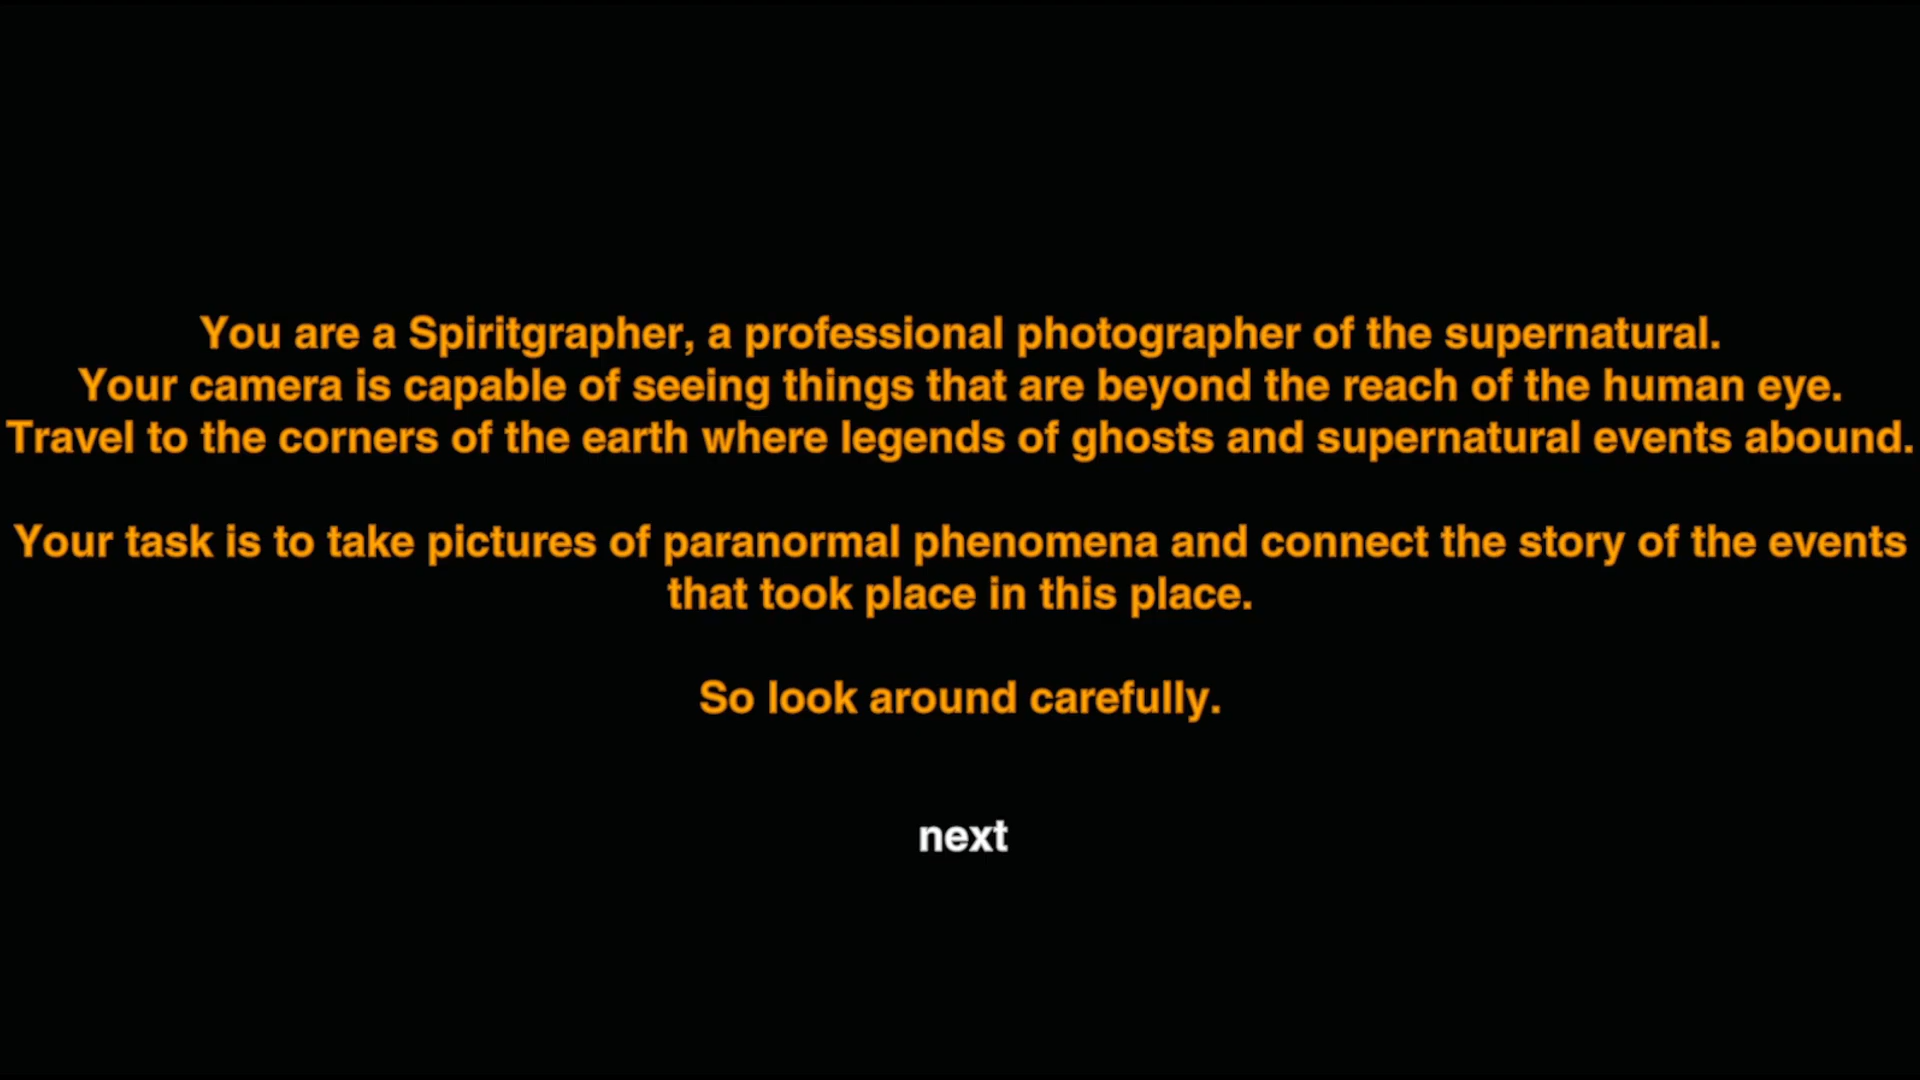 You are a Spiritgrapher, a professional photographer of the supernatural.
Your camera is capable of seeing things that are beyond the reach of the human eye.
Travel to the corners of the earth where legends of ghosts and supernatural events abound.
Your task is to take pictures of paranormal phenomena and connect the story of the events
that took place in this place.
So look around carefully.
next